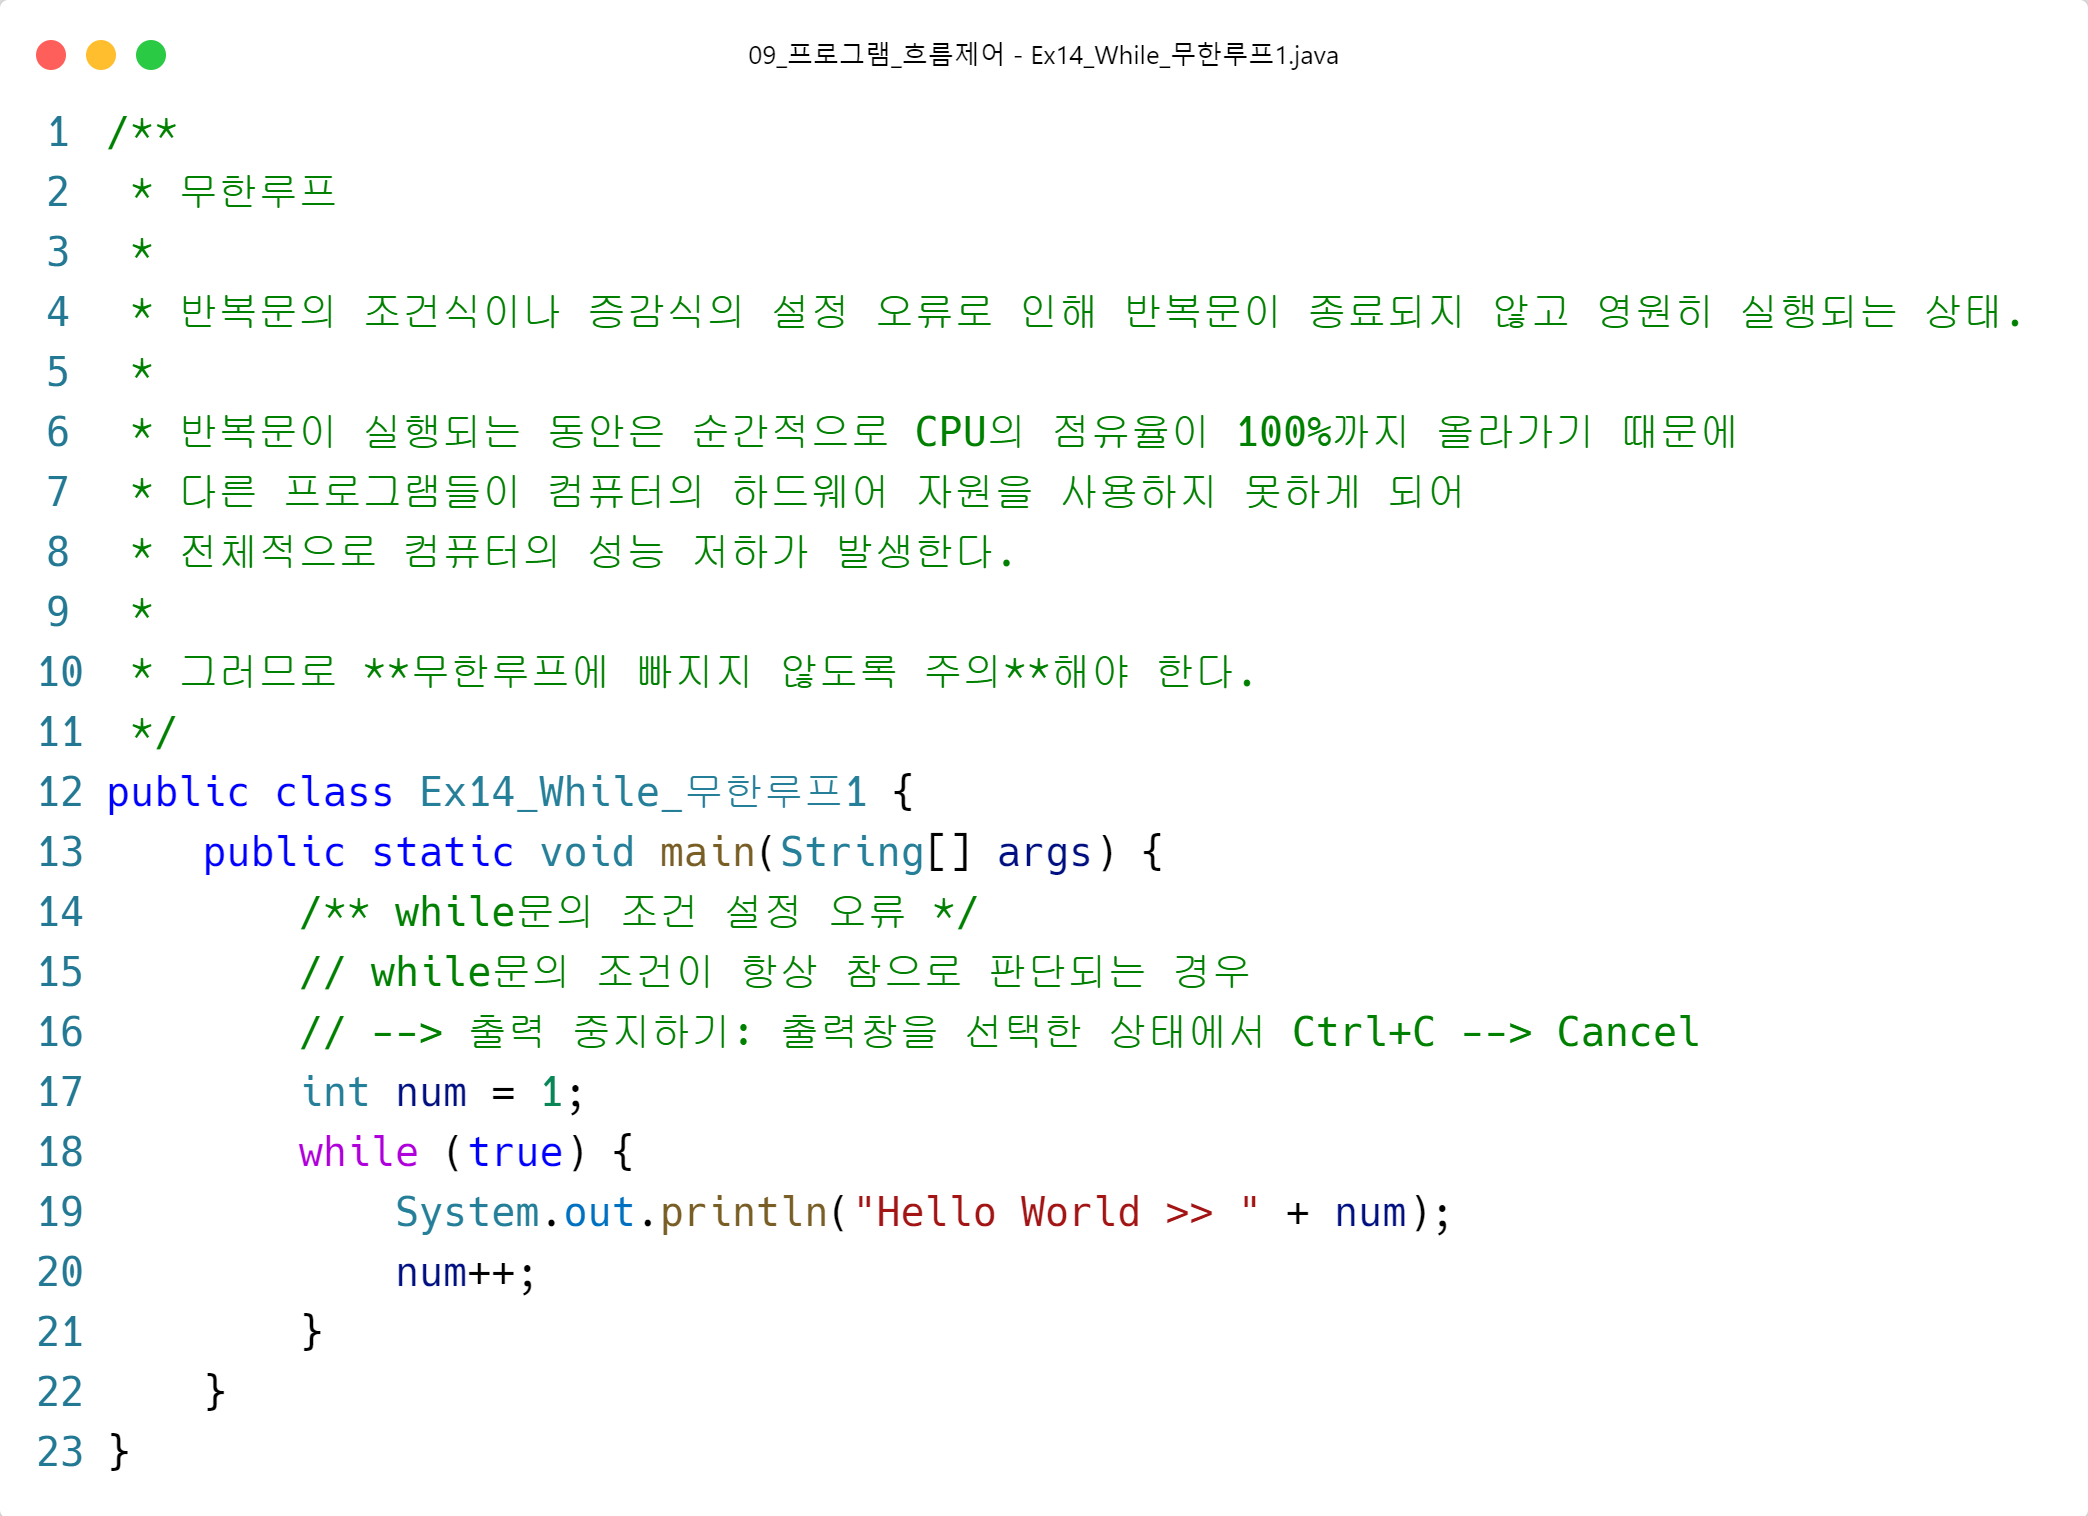 09_프로그램_흐름제어 - Ex14_While_무한루프1.java
1 /**
2  * 무한루프
3  *
4  * 반복문의 조건식이나 증감식의 설정 오류로 인해 반복문이 종료되지 않고 영원히 실행되는 상태.
5  *
6  * 반복문이 실행되는 동안은 순간적으로 CPU의 점유율이 100%까지 올라가기 때문에
7  * 다른 프로그램들이 컴퓨터의 하드웨어 자원을 사용하지 못하게 되어
8  * 전체적으로 컴퓨터의 성능 저하가 발생한다.
9  *
10  * 그러므로 **무한루프에 빠지지 않도록 주의**해야 한다.
11  */
12 public class Ex14_While_무한루프1 {
13     public static void main(String[] args) {
14         /** while문의 조건 설정 오류 */
15         // while문의 조건이 항상 참으로 판단되는 경우
16         // --> 출력 중지하기: 출력창을 선택한 상태에서 Ctrl+C --> Cancel
17         int num = 1;
18         while (true) {
19             System.out.println("Hello World >> " + num);
20             num++;
21         }
22     }
23 }